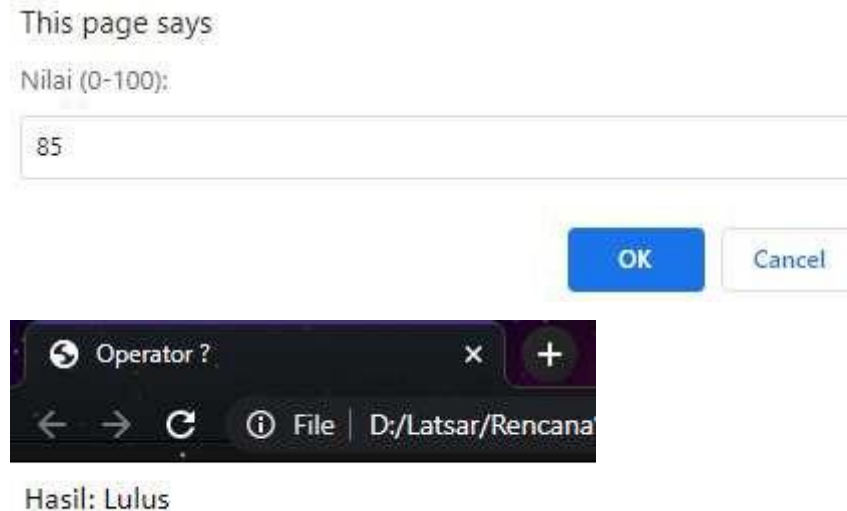 This page says
Nilai (0-100):
85
OK Cancel
Operator ?
File D:/Latsar/Rencana
Hasil: Lulus